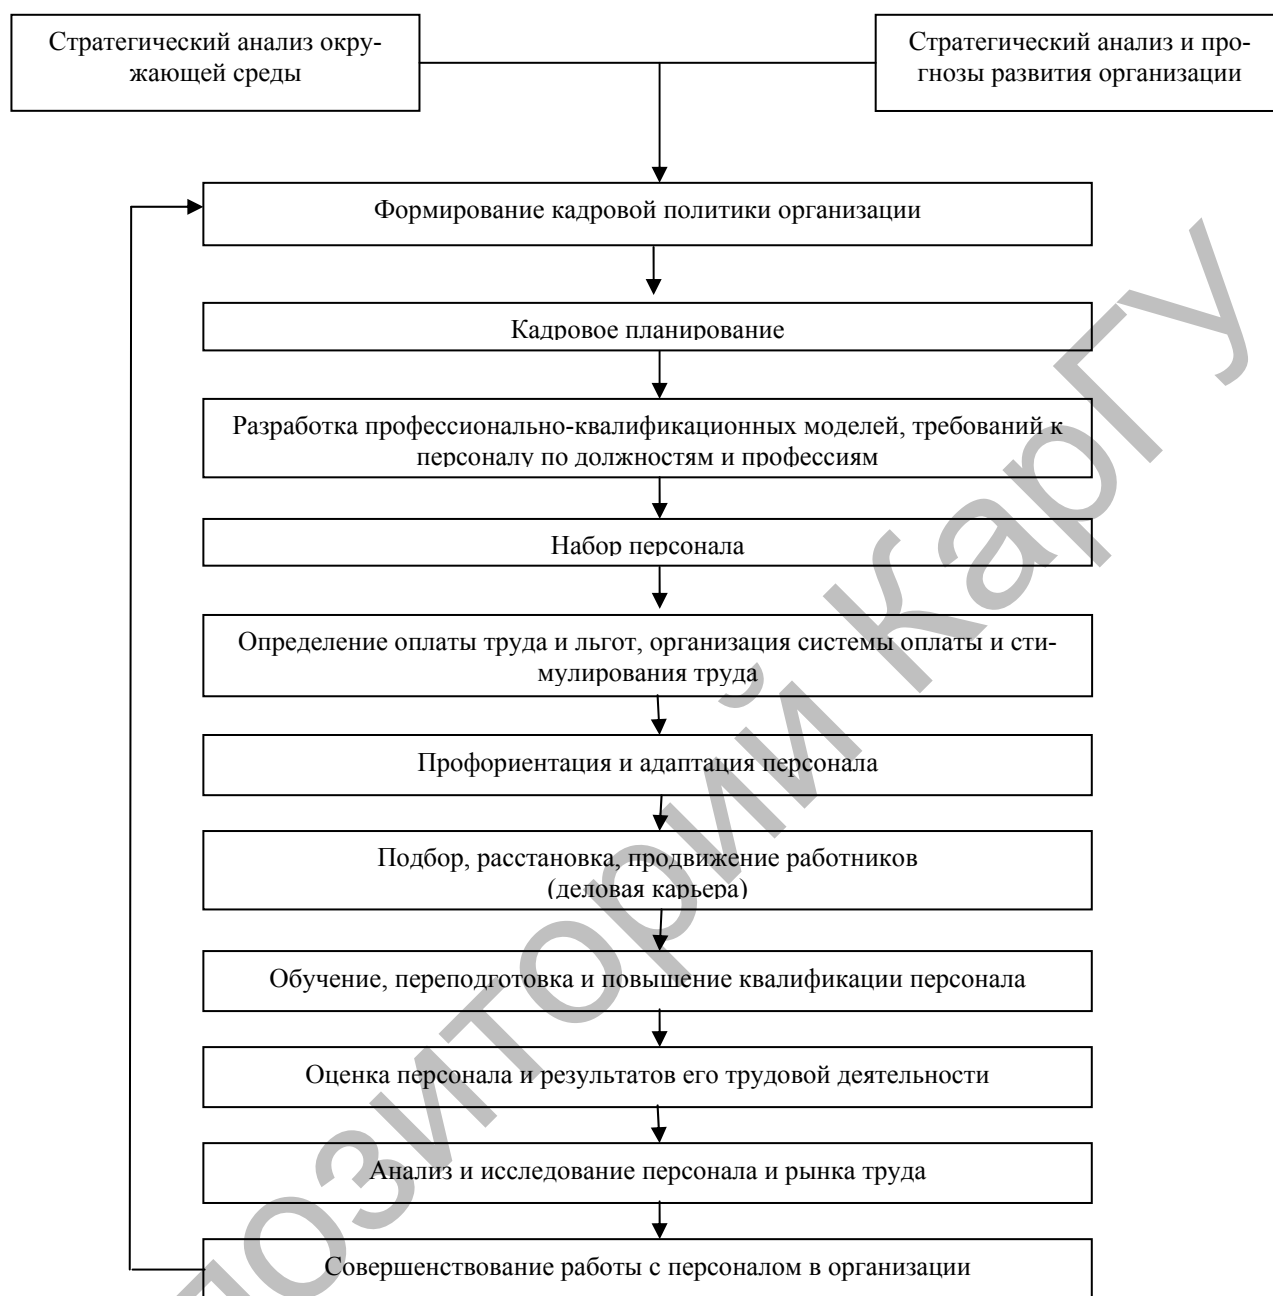 Стратегический анализ окру-
жающей среды
Стратегический анализ и про-
гнозы развития организации
Формирование кадровой политики организации
Кадровое планирование
Разработка профессионально-квалификационных моделей, требований к
персоналу по должностям и профессиям
Набор персонала
Определение оплаты труда и льгот, организация системы оплаты и сти-
мулирования труда
Профориентация и адаптация персонала
Подбор, расстановка, продвижение работников
(деловая карьера)
Обучение, переподготовка и повышение квалификации персонала
Оценка персонала и результатов его трудовой деятельности
Анализ и исследование персонала и рынка труда
Совершенствование работы с персоналом в организации
позиторий КарГУ